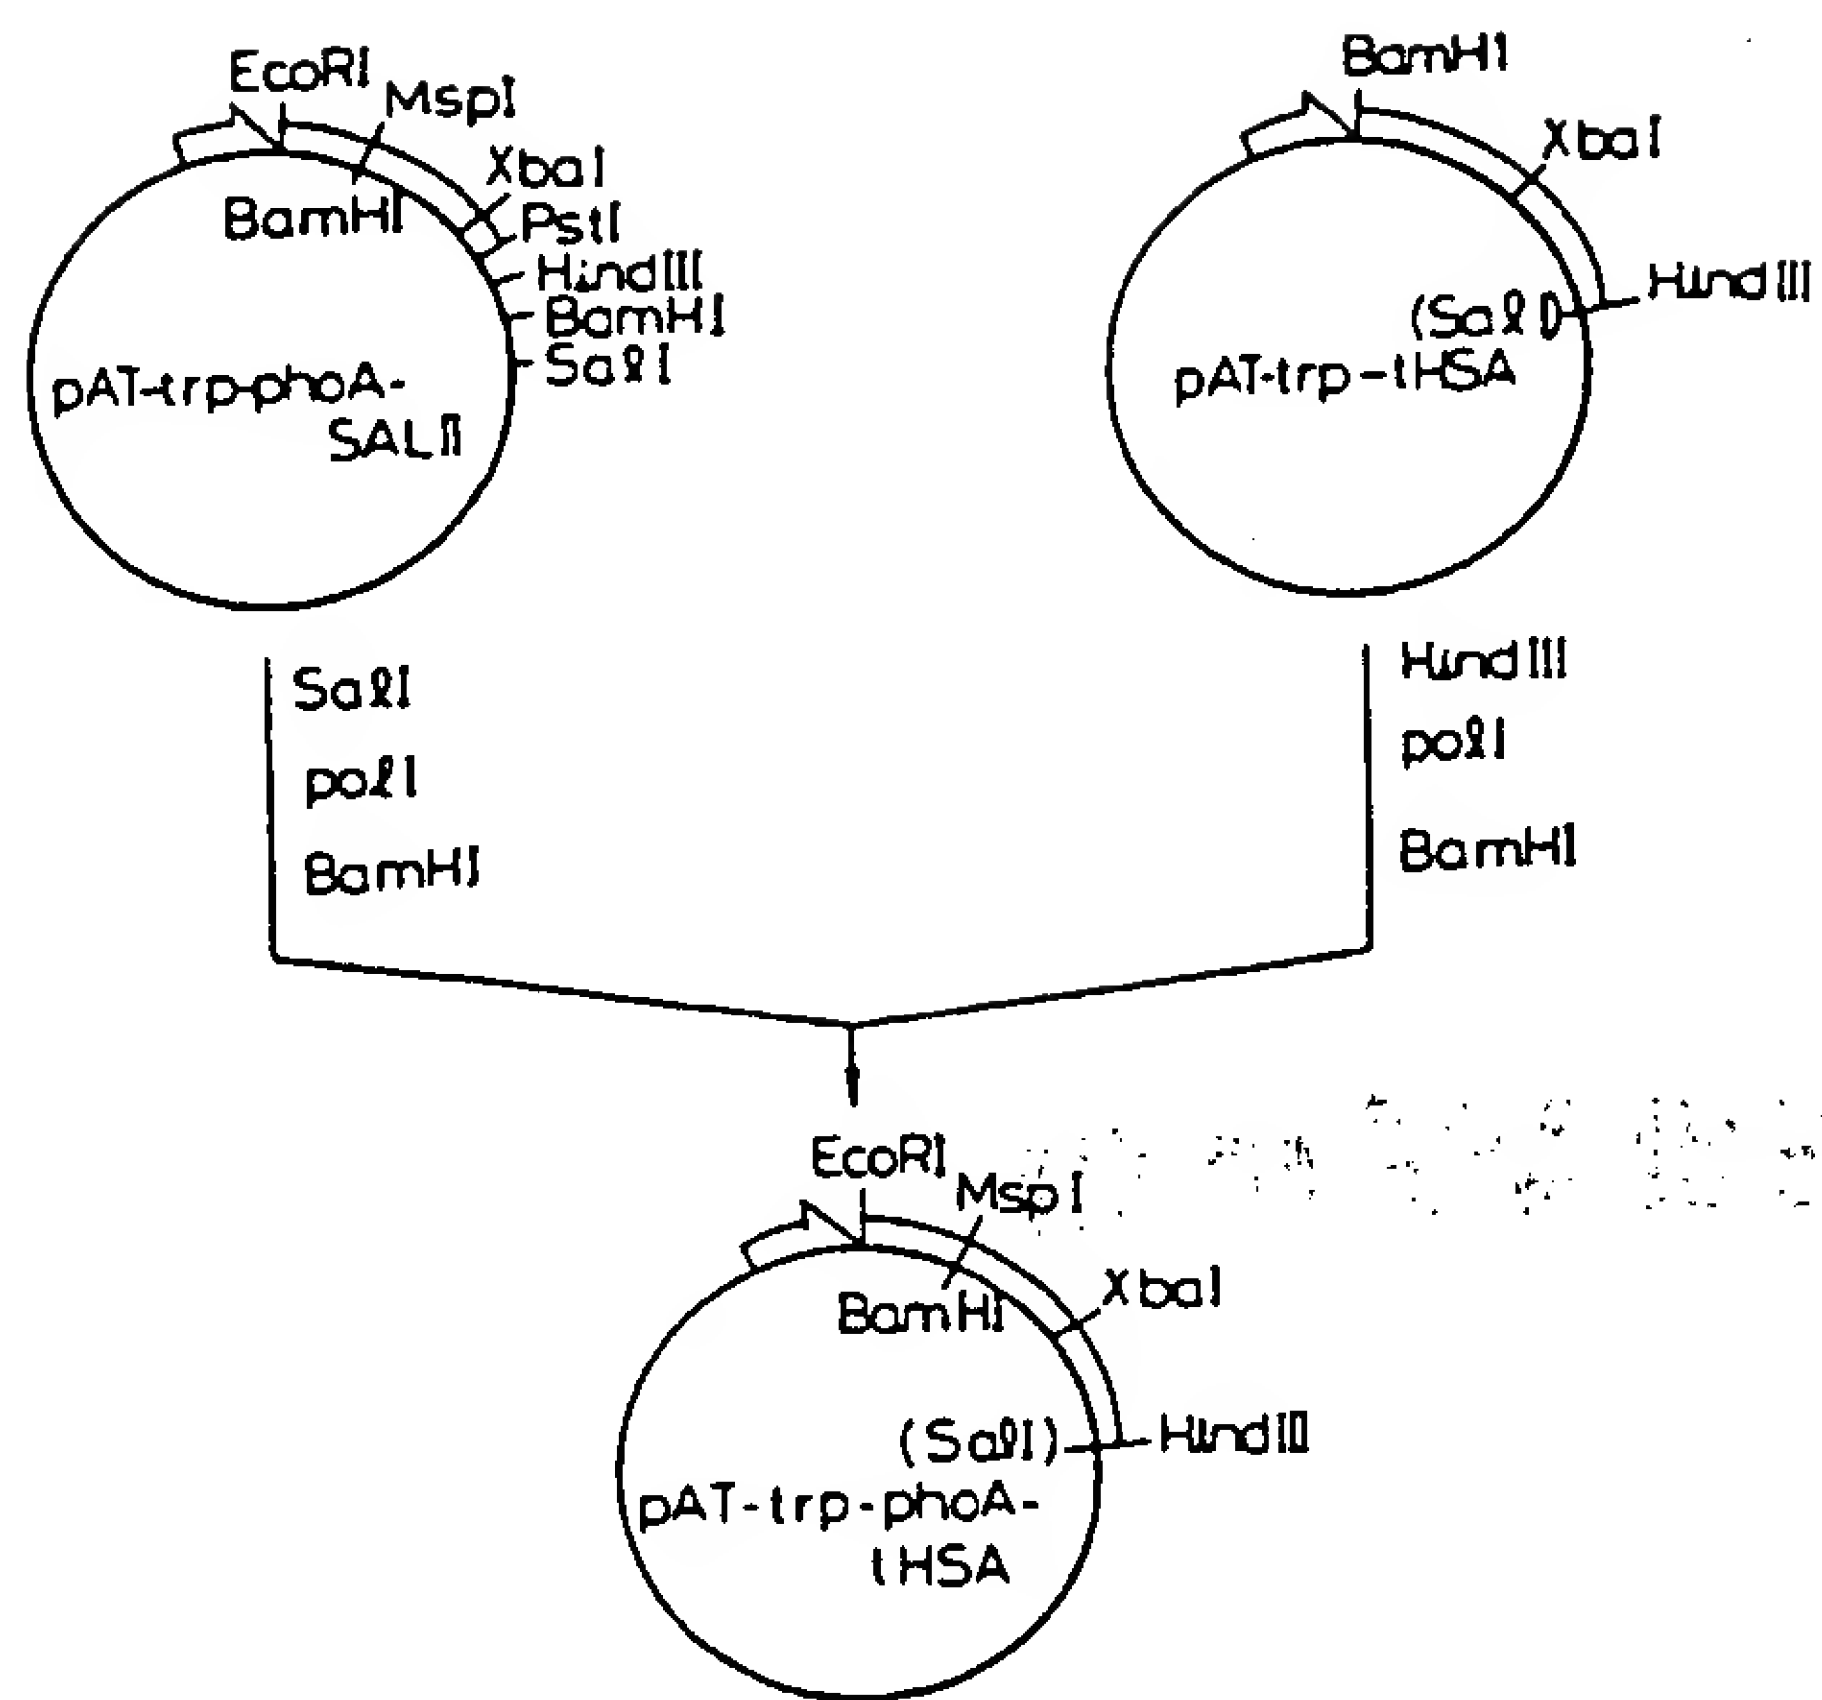 EcoRI
MspI
XbaI
BamHI
PstI
HindIII
BamHI
SalI
pAT-trp-phoA-
SALII
BamHI
XbaI
HindIII
(SalI)
pAT-trp-tHSA
SalI
polI
BamHI
HindIII
polI
BamHI
EcoRI
MspI
XbaI
BamHI
(SalI)
HindIII
pAT-trp-phoA-
tHSA